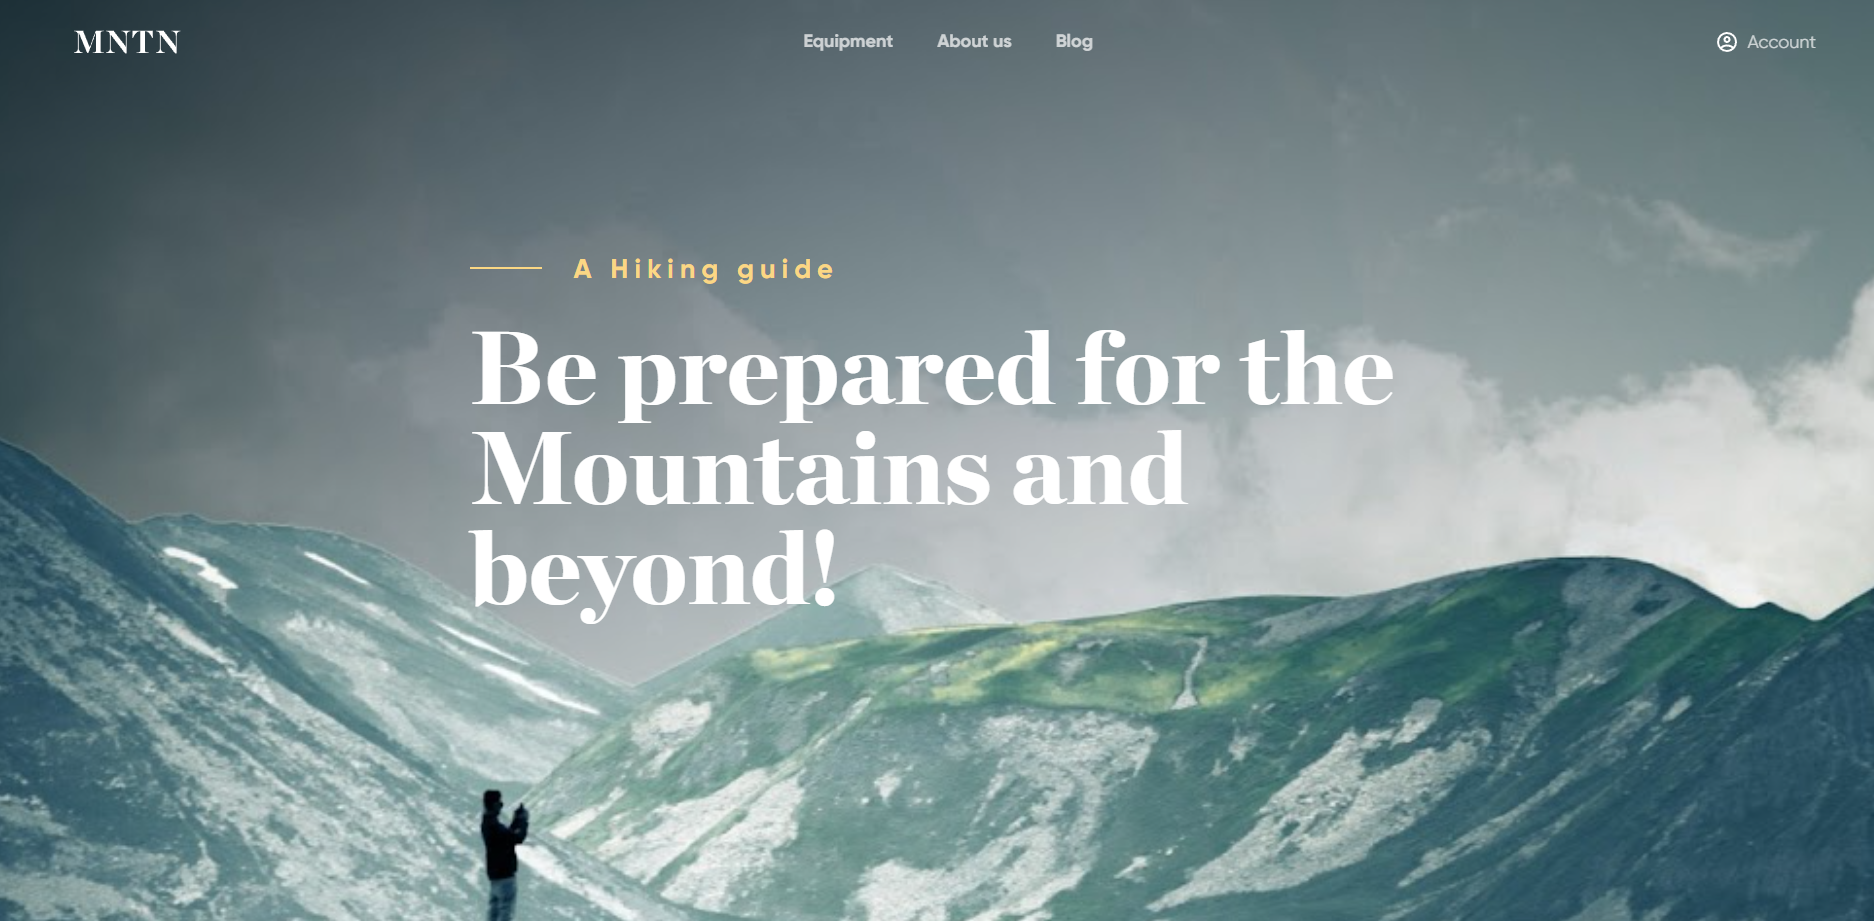 MNTN
Equipment About us Blog
Account
A Hiking guide
Be prepared for the
Mountains and
beyond!